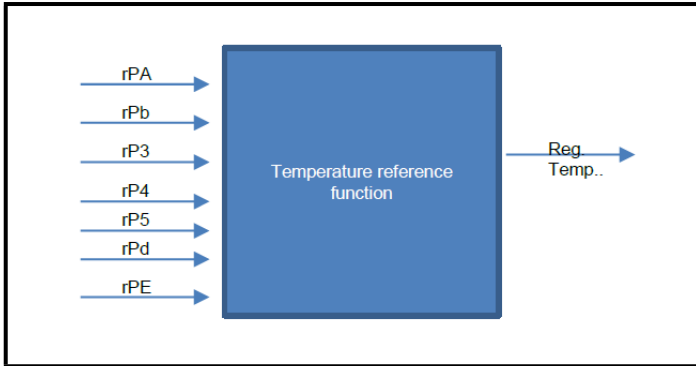 rPA
rPb
rP3
rP4
rP5
rPd
rPE
Temperature reference
function
Reg.
Temp..